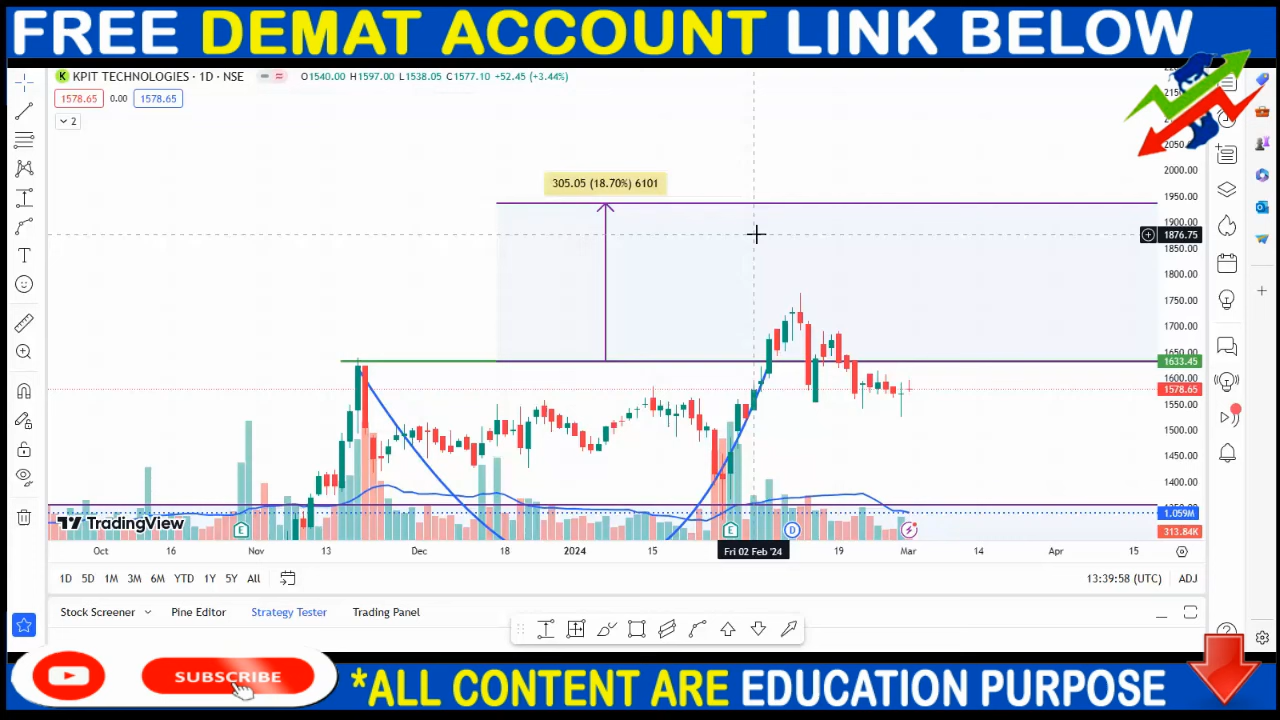 FREE DEMAT ACCOUNT LINK BELOW
K KPIT TECHNOLOGIES · 1D · NSE O1540.00 H1597.00 L1538.05 C1577.10 +52.45 (+3.44%)
1578.65 0.00 1578.65
2
305.05 (18.70%) 6101
2050.00
2000.00
1950.00
1900.00
1876.75
1850.00
1800.00
1750.00
1700.00
1650.00
1633.45
1600.00
1578.65
1550.00
1500.00
1450.00
1400.00
1.059M
313.84K
TradingView
E E D
Oct 16 Nov 13 Dec 18 2024 15 Fri 02 Feb '24 19 Mar 14 Apr 15
1D 5D 1M 3M 6M YTD 1Y 5Y All 13:39:58 (UTC) ADJ
Stock Screener Pine Editor Strategy Tester Trading Panel
SUBSCRIBE
*ALL CONTENT ARE EDUCATION PURPOSE